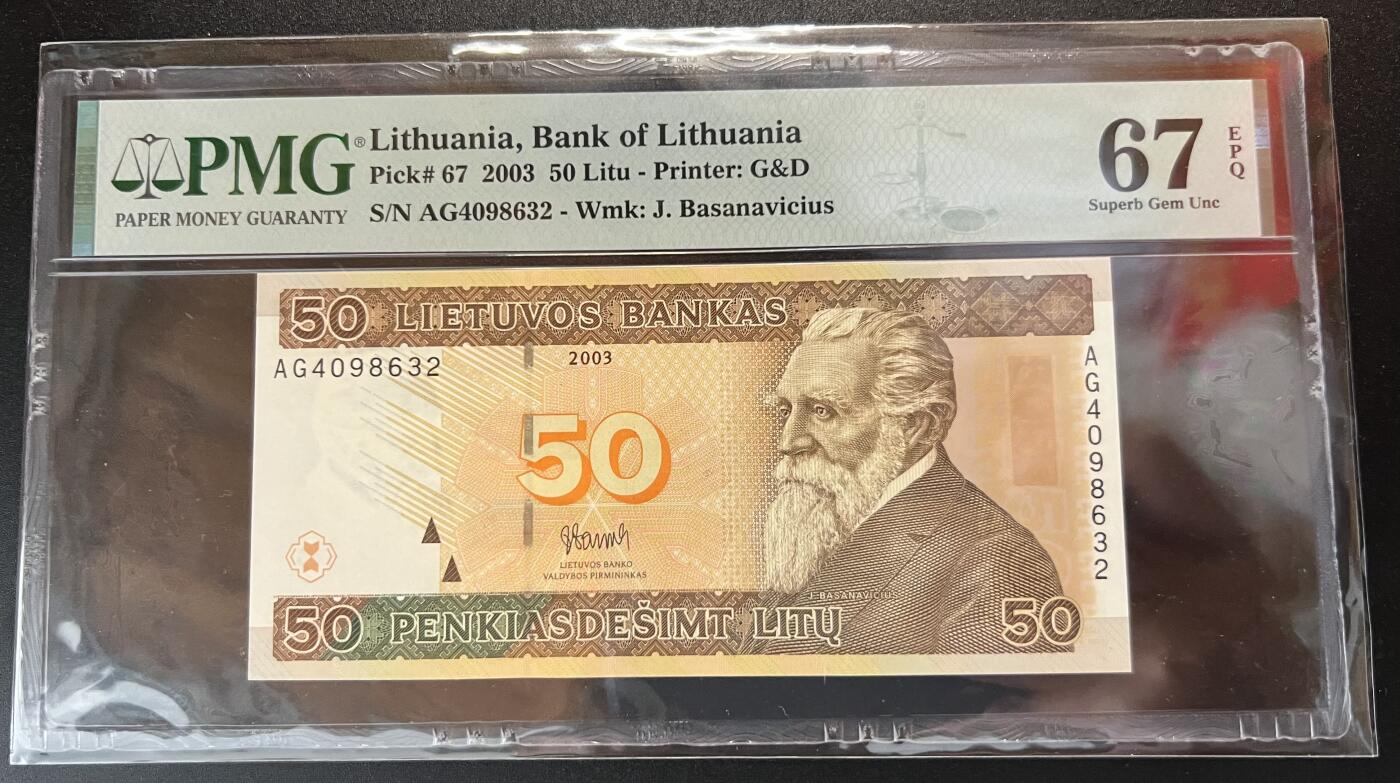 PMG®
PAPER MONEY GUARANTY
Lithuania, Bank of Lithuania
Pick# 67 2003 50 Litu - Printer: G&D
S/N AG4098632 - Wmk: J. Basanavicius
67
EPQ
Superb Gem Unc
50 LIETUVOS BANKAS
AG4098632
2003
AG4098632
50
LIETUVOS BANKO
VALDYBOS PIRMININKAS
J. BASANAVIČIUS
50 PENKIASDEŠIMT LITŲ 50